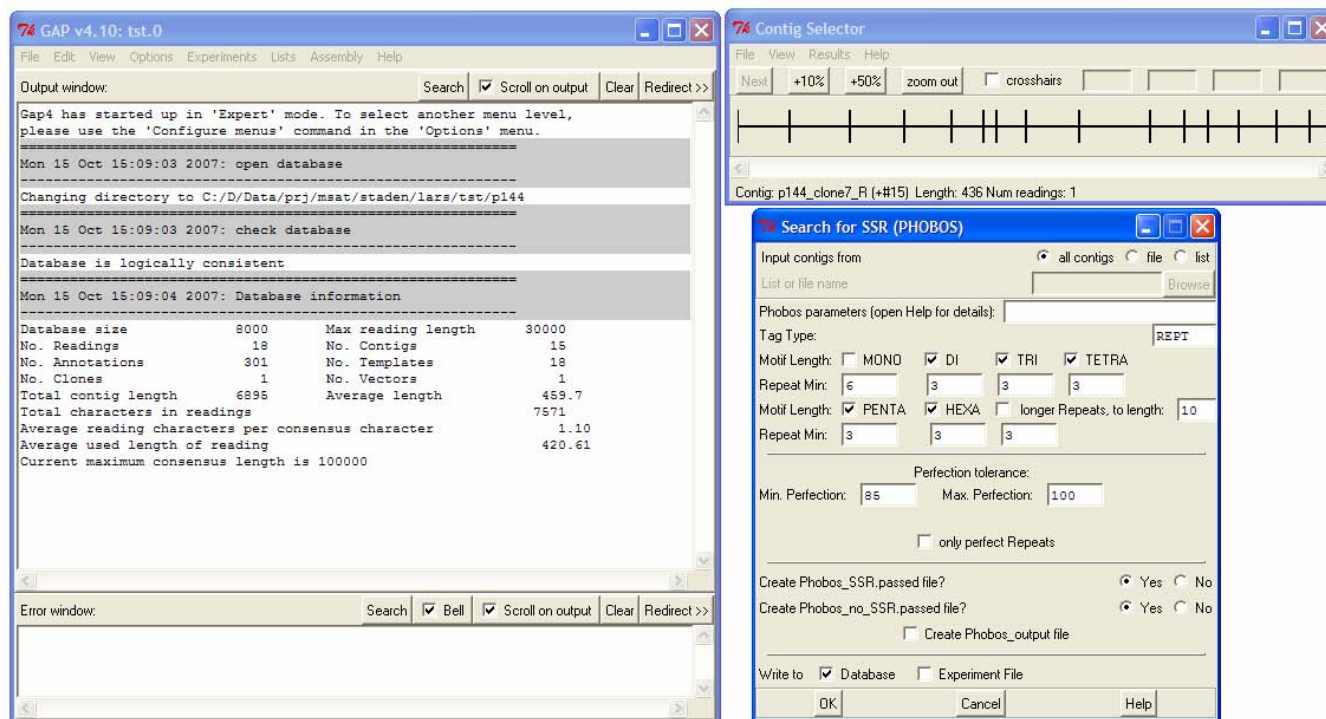 GAP v4.10: tst.0
File Edit View Options Experiments Lists Assembly Help
Output window: Search Scroll on output Clear Redirect >>
Gap4 has started up in 'Expert' mode. To select another menu level,
please use the 'Configure menus' command in the 'Options' menu.
============================================================
Mon 15 Oct 15:09:03 2007: open database
------------------------------------------------------------
Changing directory to C:/D/Data/prj/msat/staden/lars/tst/p144
============================================================
Mon 15 Oct 15:09:03 2007: check database
------------------------------------------------------------
Database is logically consistent
============================================================
Mon 15 Oct 15:09:04 2007: Database information
------------------------------------------------------------
Database size 8000 Max reading length 30000
No. Readings 18 No. Contigs 15
No. Annotations 301 No. Templates 18
No. Clones 1 No. Vectors 1
Total contig length 6895 Average length 459.7
Total characters in readings 7571
Average reading characters per consensus character 1.10
Average used length of reading 420.61
Current maximum consensus length is 100000
Error window: Search Bell Scroll on output Clear Redirect >>
Contig Selector
File View Results Help
Next +10% +50% zoom out crosshairs
Contig: p144_clone7_R (+#15) Length: 436 Num readings: 1
Search for SSR (PHOBOS)
Input contigs from all contigs file list
List or file name Browse
Phobos parameters (open Help for details):
Tag Type: REPT
Motif Length: MONO DI TRI TETRA
Repeat Min: 6 3 3 3
Motif Length: PENTA HEXA longer Repeats, to length: 10
Repeat Min: 3 3 3
Perfection tolerance:
Min. Perfection: 85 Max. Perfection: 100
only perfect Repeats
Create Phobos_SSR.passed file? Yes No
Create Phobos_no_SSR.passed file? Yes No
Create Phobos_output file
Write to Database Experiment File
OK Cancel Help